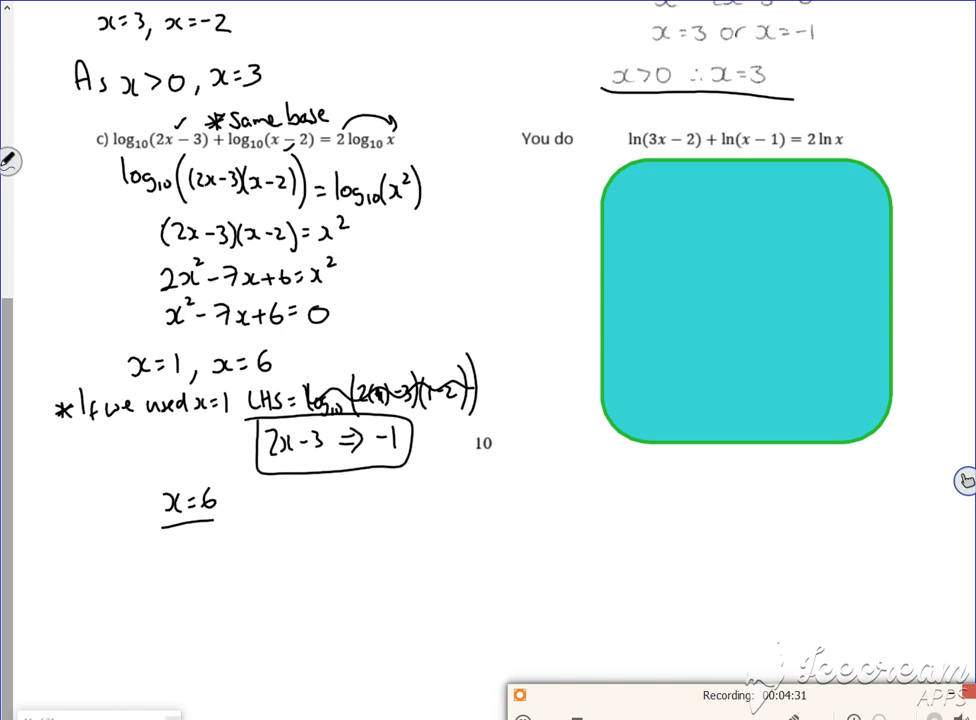 x=3, x=-2
x=3 or x=-1
As x>0, x=3
x>0 ∴ x=3
✓ *Same base
c) log₁₀(2x − 3) + log₁₀(x − 2) = 2 log₁₀ x
You do ln(3x − 2) + ln(x − 1) = 2 ln x
log₁₀((2x-3)(x-2)) = log₁₀(x²)
(2x-3)(x-2) = x²
2x²-7x+6=x²
x²-7x+6=0
x=1, x=6
*If we used x=1 LHS = log₁₀(2(1)-3)(1-2))
2x-3 ⇒ -1
10
x=6
Icecream
APPS
Recording: 00:04:31